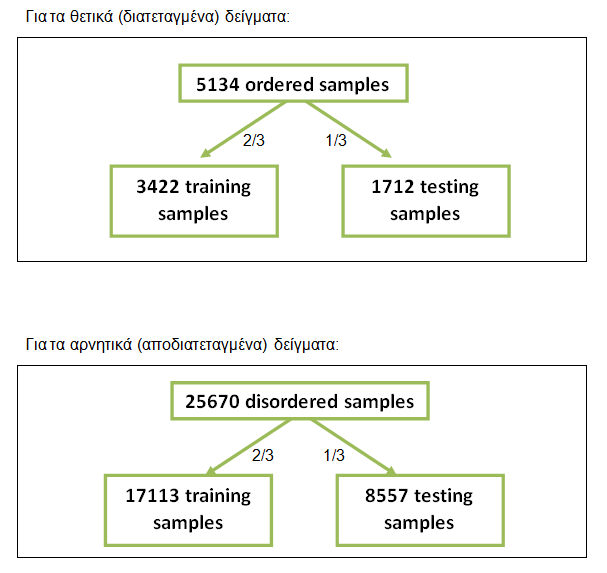 Για τα θετικά (διατεταγμένα) δείγματα:
5134 ordered samples
2/3
1/3
3422 training
samples
1712 testing
samples
Για τα αρνητικά (αποδιατεταγμένα) δείγματα:
25670 disordered samples
2/3
1/3
17113 training
samples
8557 testing
samples